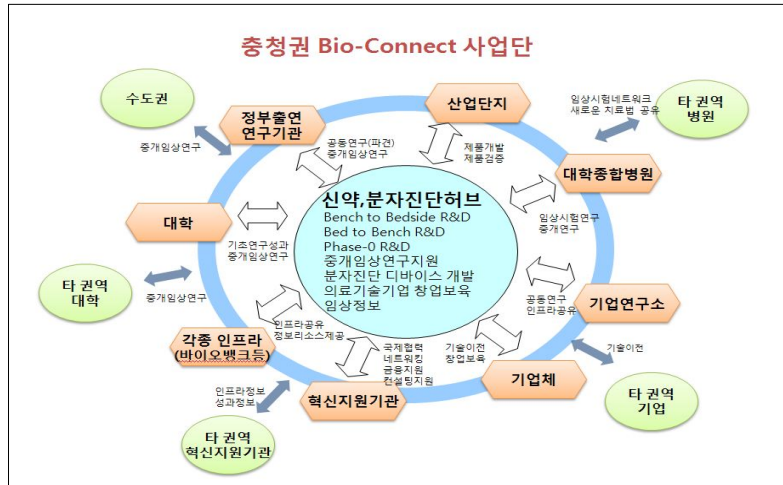 충청권 Bio-Connect 사업단
수도권
정부출연
연구기관
산업단지
임상시험네트워크
새로운 치료법 공유
타 권역
병원
중개임상연구
공동연구(파견)
중개임상연구
제품개발
제품검증
대학종합병원
신약,분자진단허브
Bench to Bedside R&D
Bed to Bench R&D
Phase-0 R&D
중개임상연구지원
분자진단 디바이스 개발
의료기술기업 창업보육
임상정보
대학
기초연구성과
중개임상연구
임상시험연구
중개연구
타 권역
대학
중개임상연구
공동연구
인프라공유
기업연구소
각종 인프라
(바이오뱅크등)
인프라공유
정보리소스제공
국제협력
네트워킹
금융지원
컨설팅지원
기술이전
창업보육
기술이전
인프라정보
성과정보
혁신지원기관
기업체
타 권역
기업
타 권역
혁신지원기관